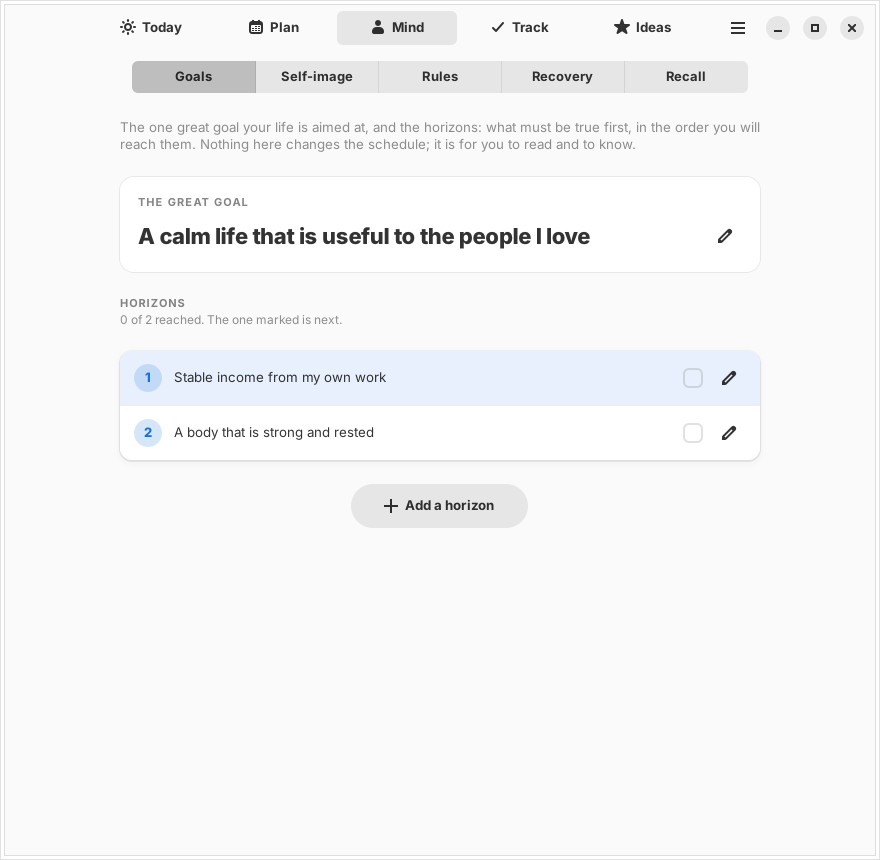 Today
Plan
Mind
Track
Ideas
Goals
Self-image
Rules
Recovery
Recall
The one great goal your life is aimed at, and the horizons: what must be true first, in the order you will
reach them. Nothing here changes the schedule; it is for you to read and to know.
THE GREAT GOAL
A calm life that is useful to the people I love
HORIZONS
0 of 2 reached. The one marked is next.
1 Stable income from my own work
2 A body that is strong and rested
Add a horizon